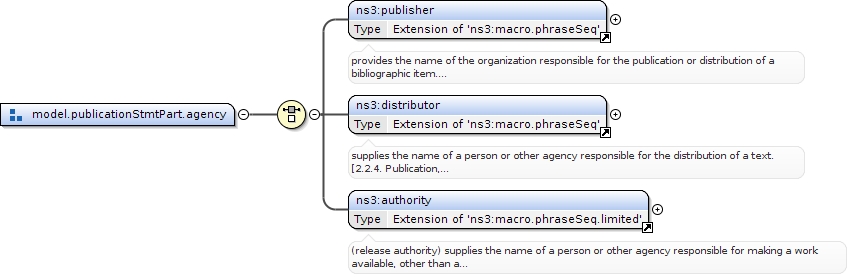 ns3:publisher
Type Extension of 'ns3:macro.phraseSeq'
provides the name of the organization responsible for the publication or distribution of a
bibliographic item....
model.publicationStmtPart.agency
ns3:distributor
Type Extension of 'ns3:macro.phraseSeq'
supplies the name of a person or other agency responsible for the distribution of a text.
[2.2.4. Publication,...
ns3:authority
Type Extension of 'ns3:macro.phraseSeq.limited'
(release authority) supplies the name of a person or other agency responsible for making a work
available, other than a...